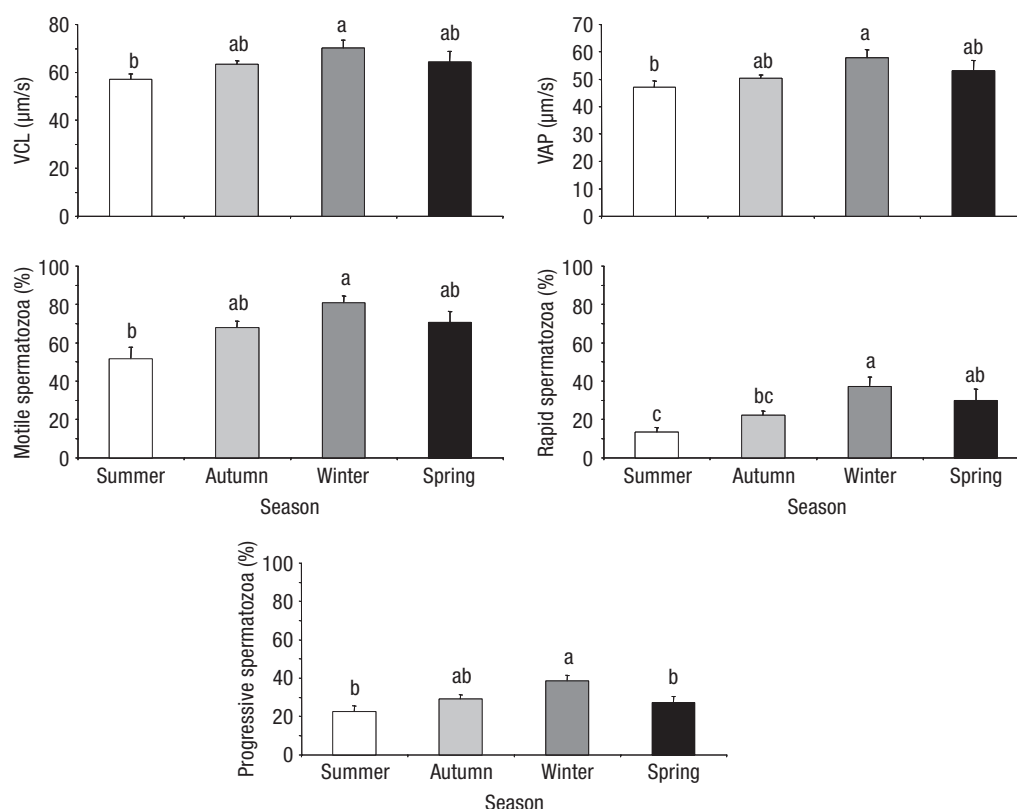 VCL (µm/s)
80
60
40
20
0
b
ab
a
ab
VAP (µm/s)
70
60
50
40
30
20
10
0
b
ab
a
ab
Motile spermatozoa (%)
100
80
60
40
20
0
b
ab
a
ab
Summer Autumn Winter Spring
Season
Rapid spermatozoa (%)
100
80
60
40
20
0
c
bc
a
ab
Summer Autumn Winter Spring
Season
Progressive spermatozoa (%)
100
80
60
40
20
0
b
ab
a
b
Summer Autumn Winter Spring
Season